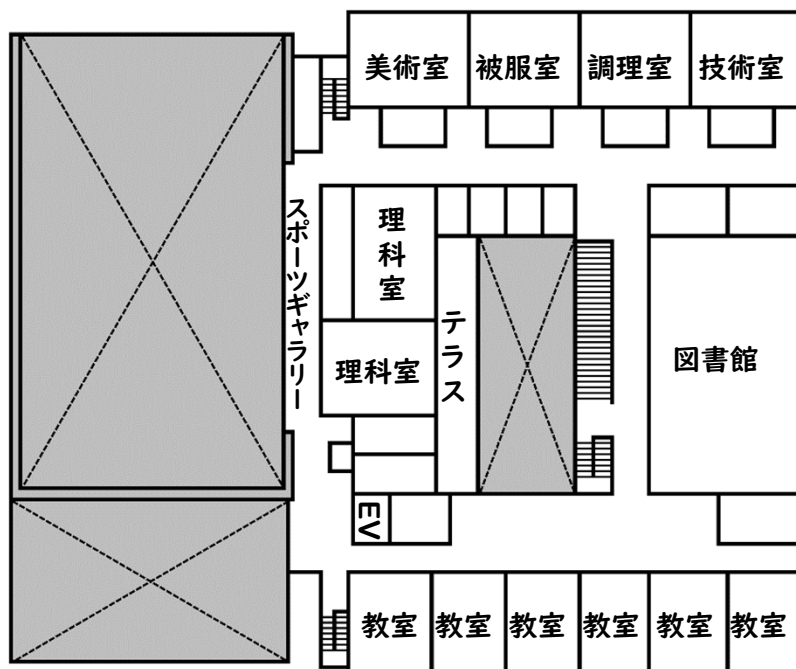 美術室
被服室
調理室
技術室
スポーツギャラリー
理科室
理科室
テラス
図書館
EV
教室
教室
教室
教室
教室
教室